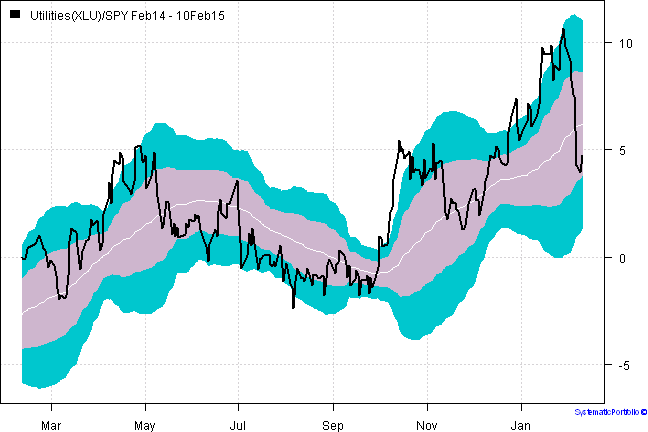 Utilities(XLU)/SPY Feb14 - 10Feb15
10
5
0
-5
Mar May Jul Sep Nov Jan
SystematicPortfolio ©